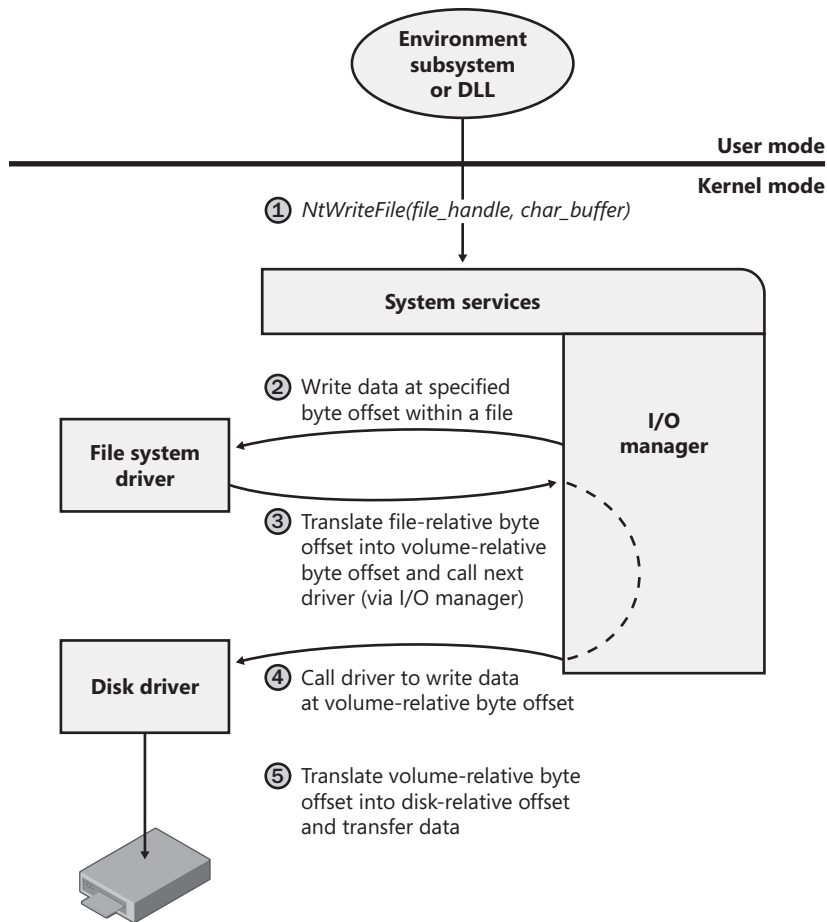 Environment
subsystem
or DLL
User mode
Kernel mode
1 NtWriteFile(file_handle, char_buffer)
System services
2 Write data at specified
byte offset within a file
I/O
manager
File system
driver
3 Translate file-relative byte
offset into volume-relative
byte offset and call next
driver (via I/O manager)
Disk driver
4 Call driver to write data
at volume-relative byte offset
5 Translate volume-relative byte
offset into disk-relative offset
and transfer data